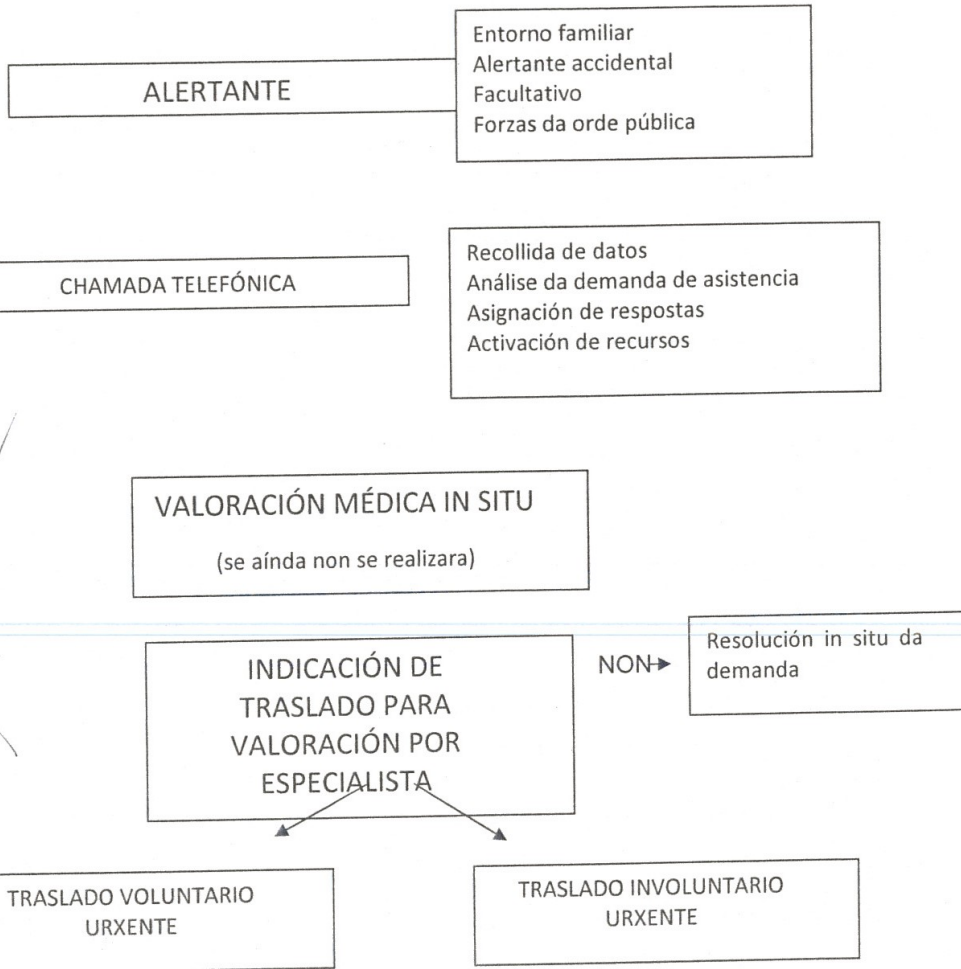 ALERTANTE
Entorno familiar
Alertante accidental
Facultativo
Forzas da orde pública
CHAMADA TELEFÓNICA
Recollida de datos
Análise da demanda de asistencia
Asignación de respostas
Activación de recursos
VALORACIÓN MÉDICA IN SITU
(se aínda non se realizara)
INDICACIÓN DE
TRASLADO PARA
VALORACIÓN POR
ESPECIALISTA
NON
Resolución in situ da
demanda
TRASLADO VOLUNTARIO
URXENTE
TRASLADO INVOLUNTARIO
URXENTE